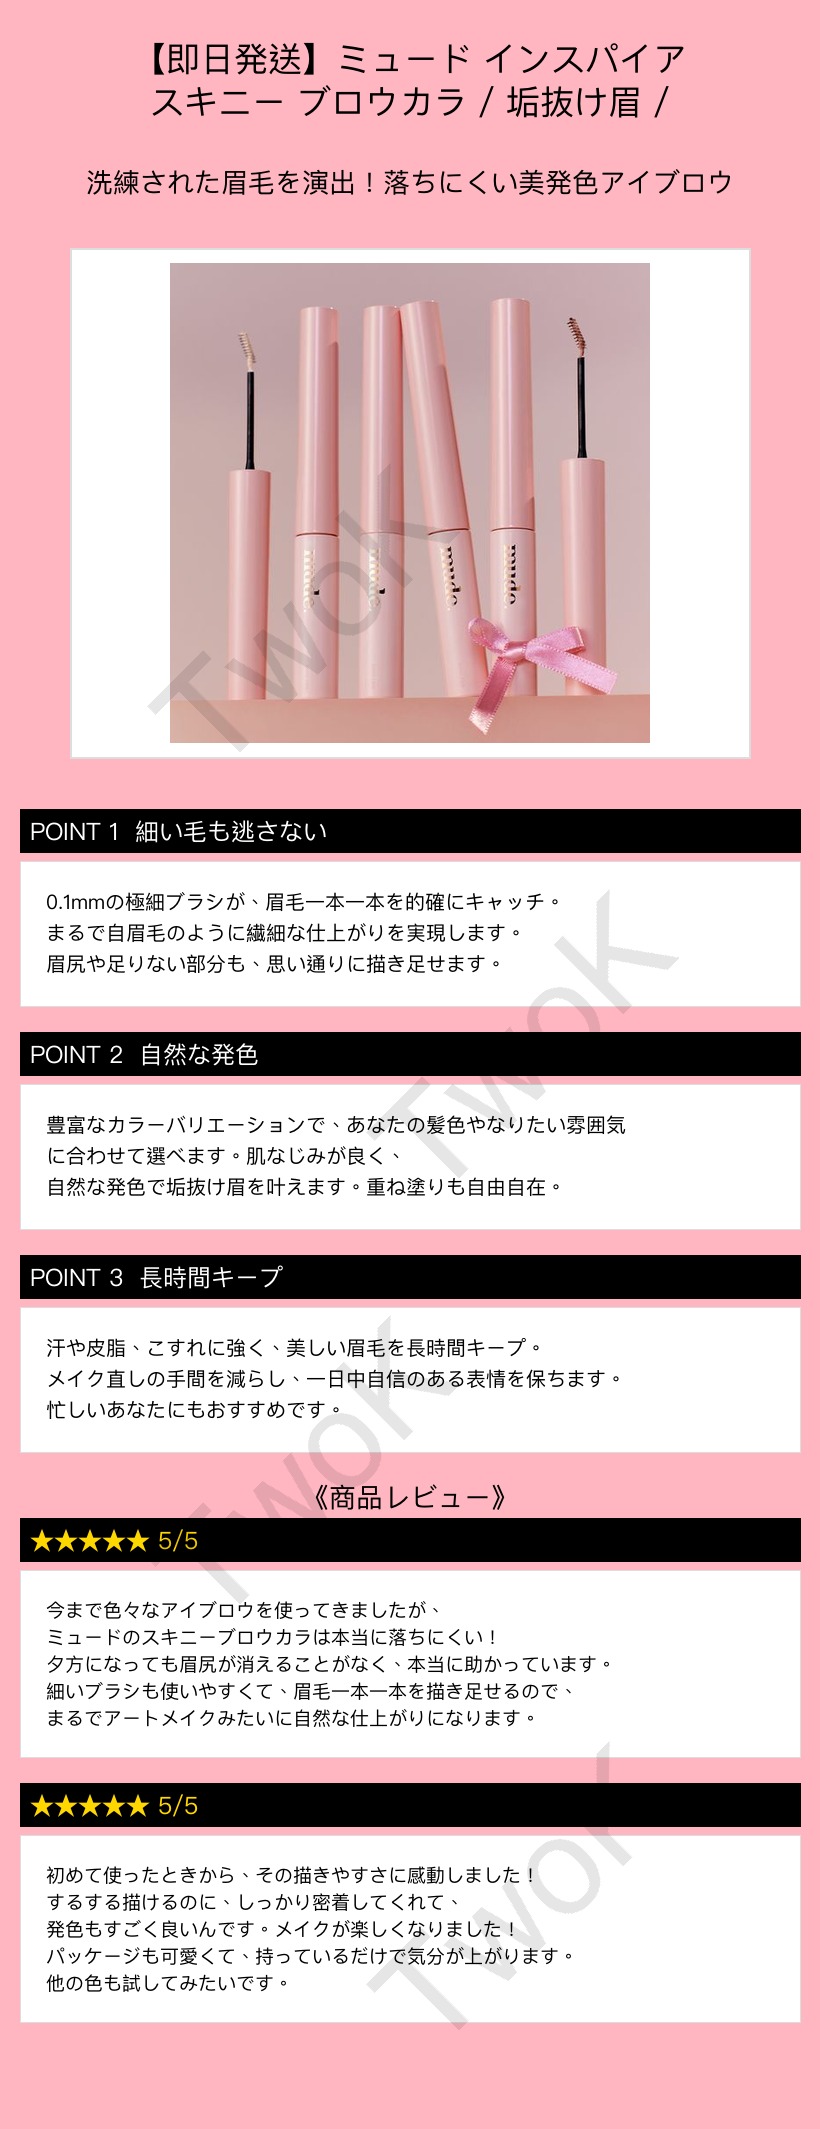 【即日発送】ミュード インスパイア
スキニー ブロウカラ / 垢抜け眉 /
洗練された眉毛を演出！落ちにくい美発色アイブロウ
mude.
mude.
mude.
mude.
TwoK
POINT 1 細い毛も逃さない
0.1mmの極細ブラシが、眉毛一本一本を的確にキャッチ。
まるで自眉毛のように繊細な仕上がりを実現します。
眉尻や足りない部分も、思い通りに描き足せます。
TwoK
POINT 2 自然な発色
豊富なカラーバリエーションで、あなたの髪色やなりたい雰囲気
に合わせて選べます。肌なじみが良く、
自然な発色で垢抜け眉を叶えます。重ね塗りも自由自在。
POINT 3 長時間キープ
汗や皮脂、こすれに強く、美しい眉毛を長時間キープ。
メイク直しの手間を減らし、一日中自信のある表情を保ちます。
忙しいあなたにもおすすめです。
TwoK
《商品レビュー》
★★★★★ 5/5
今まで色々なアイブロウを使ってきましたが、
ミュードのスキニーブロウカラは本当に落ちにくい！
夕方になっても眉尻が消えることがなく、本当に助かっています。
細いブラシも使いやすくて、眉毛一本一本を描き足せるので、
まるでアートメイクみたいに自然な仕上がりになります。
★★★★★ 5/5
初めて使ったときから、その描きやすさに感動しました！
するする描けるのに、しっかり密着してくれて、
発色もすごく良いんです。メイクが楽しくなりました！
パッケージも可愛くて、持っているだけで気分が上がります。
他の色も試してみたいです。
TwoK